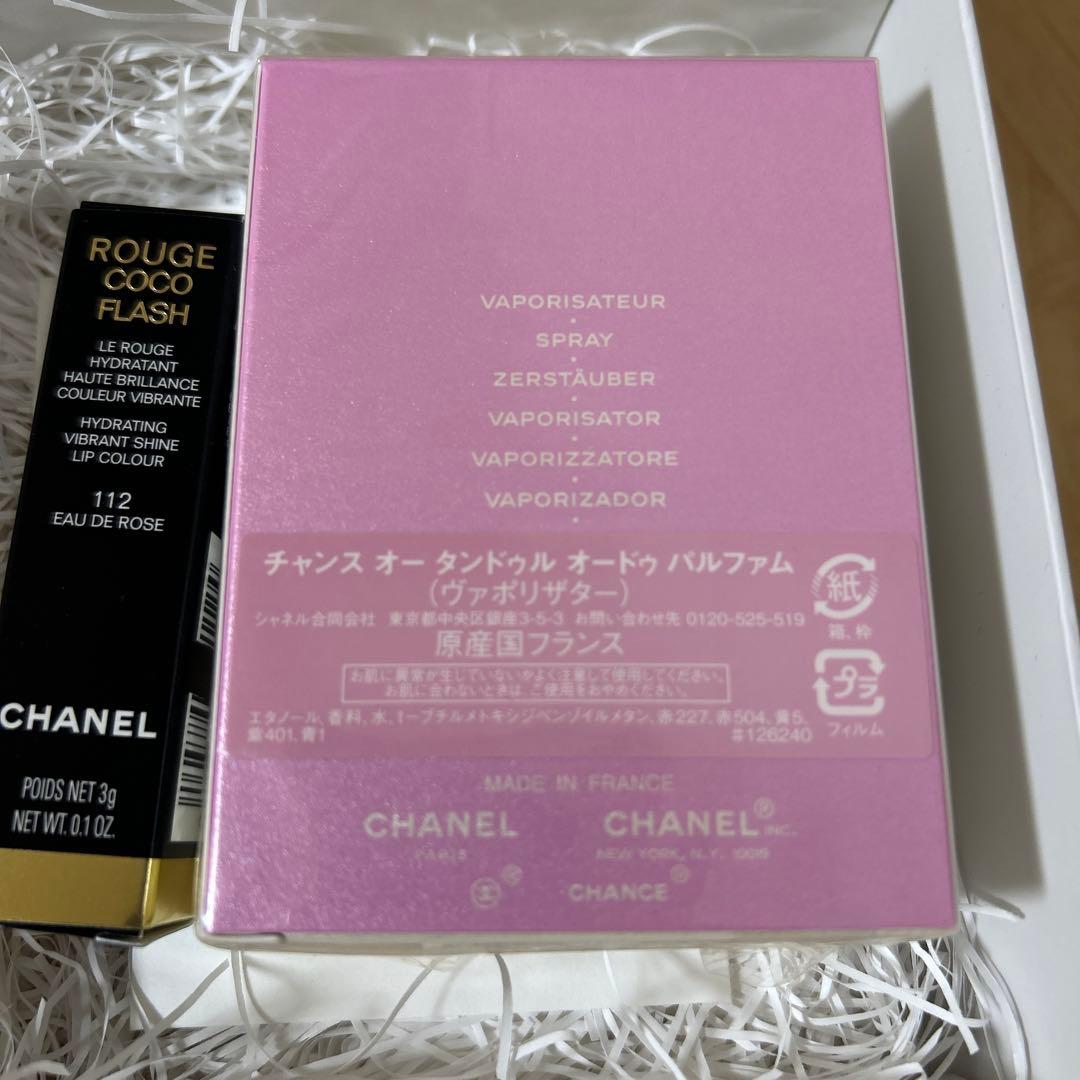 ROUGE
COCO
FLASH
LE ROUGE
HYDRATANT
HAUTE BRILLANCE
COULEUR VIBRANTE
HYDRATING
VIBRANT SHINE
LIP COLOUR
112
EAU DE ROSE
CHANEL
POIDS NET 3g
NET WT. 0.1 OZ.
VAPORISATEUR
SPRAY
ZERSTÄUBER
VAPORISATOR
VAPORIZZATORE
VAPORIZADOR
チャンス オー タンドゥル オードゥ パルファム
(ヴァポリザター)
シャネル合同会社 東京都中央区銀座3-5-3 お問い合わせ先 0120-525-519
原産国フランス
お肌に異常が生じていないかよく注意して使用してください。
お肌に合わないときは、ご使用をおやめください。
エタノール、香料、水、t-ブチルメトキシジベンゾイルメタン、赤227、赤504、黄5、
紫401、青1
#126240
紙
箱、枠
プラ
フィルム
MADE IN FRANCE
CHANEL
PARIS
CHANEL® INC.
NEW YORK, N.Y. 10019
CHANCE®